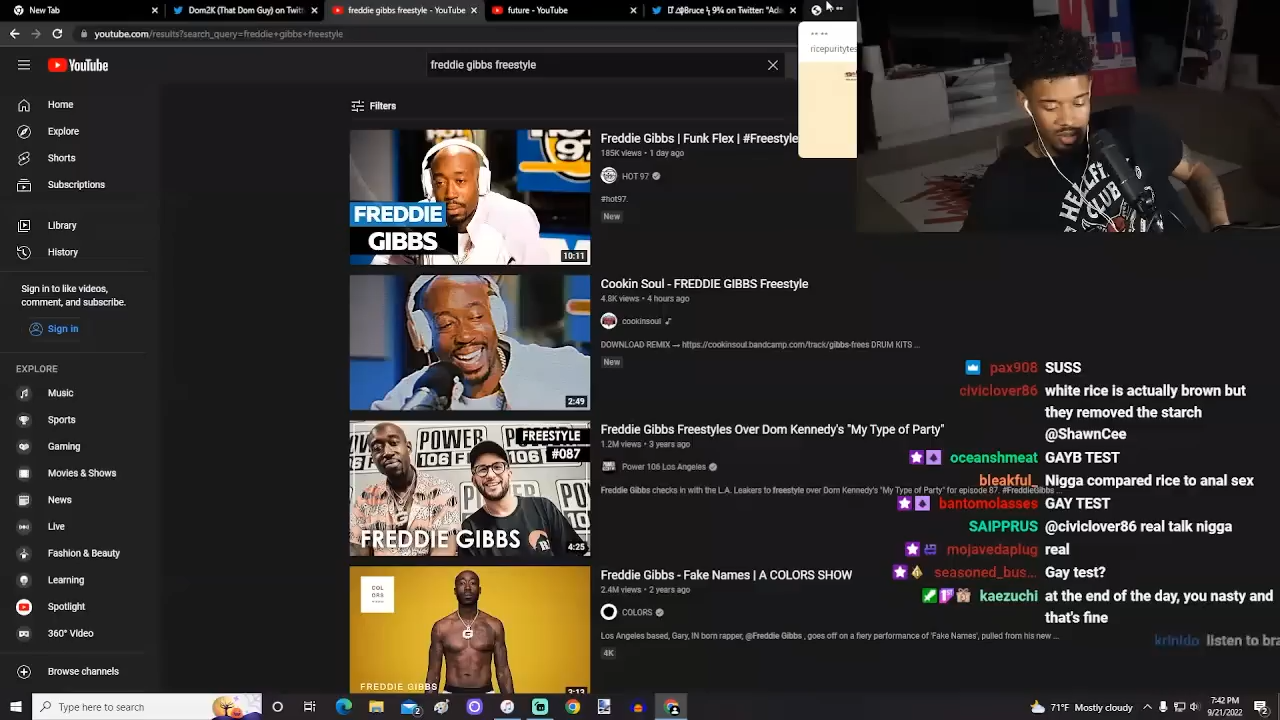 New Tab
Dom2K (That Dom Guy) on Twitt
freddie gibbs freestyle - YouTube
future - YouTube
9% on Twitter "Ade
youtube.com/results?search_query=freddie+gibbs+freestyle
YouTube
freddie gibbs freestyle
ricepuritytes
Filters
Home
Explore
Shorts
Subscriptions
Library
History
Sign in to like videos,
comment, and subscribe.
Sign in
EXPLORE
Music
Sports
Gaming
Movies & Shows
News
Live
Fashion & Beauty
Learning
Spotlight
360° Video
Browse channels
FREDDIE
GIBBS
10:11
Freddie Gibbs | Funk Flex | #Freestyle
185K views • 1 day ago
HOT 97
#hot97.
New
2:49
Cookin Soul - FREDDIE GIBBS Freestyle
4.8K views • 4 hours ago
cookinsoul
DOWNLOAD REMIX → https://cookinsoul.bandcamp.com/track/gibbs-frees DRUM KITS ...
New
POWER
106 FM
FREESTYLE
#087
FREDDIE GIBBS
4:25
Freddie Gibbs Freestyles Over Dom Kennedy's "My Type of Party"
1.2M views • 3 years ago
Power 106 Los Angeles
Freddie Gibbs checks in with the L.A. Leakers to freestyle over Dom Kennedy's "My Type of Party" for episode 87. #FreddieGibbs ...
COL
ORS
FREDDIE GIBBS
3:13
Freddie Gibbs - Fake Names | A COLORS SHOW
2.4M views • 2 years ago
COLORS
Los Angeles based, Gary, IN born rapper, @Freddie Gibbs , goes off on a fiery performance of 'Fake Names', pulled from his new ...
4K
pax908 SUSS
civiclover86 white rice is actually brown but
they removed the starch
@ShawnCee
oceanshmeat GAYB TEST
bleakful_ Nigga compared rice to anal sex
bantomolasses GAY TEST
SAIPPRUS @civiclover86 real talk nigga
mojavedaplug real
seasoned_bus... Gay test?
kaezuchi at the end of the day, you nasty and
that's fine
krinido listen to bra
Type here to search
2
71°F Mostly cloudy
7:42 PM
9/21/2022
2